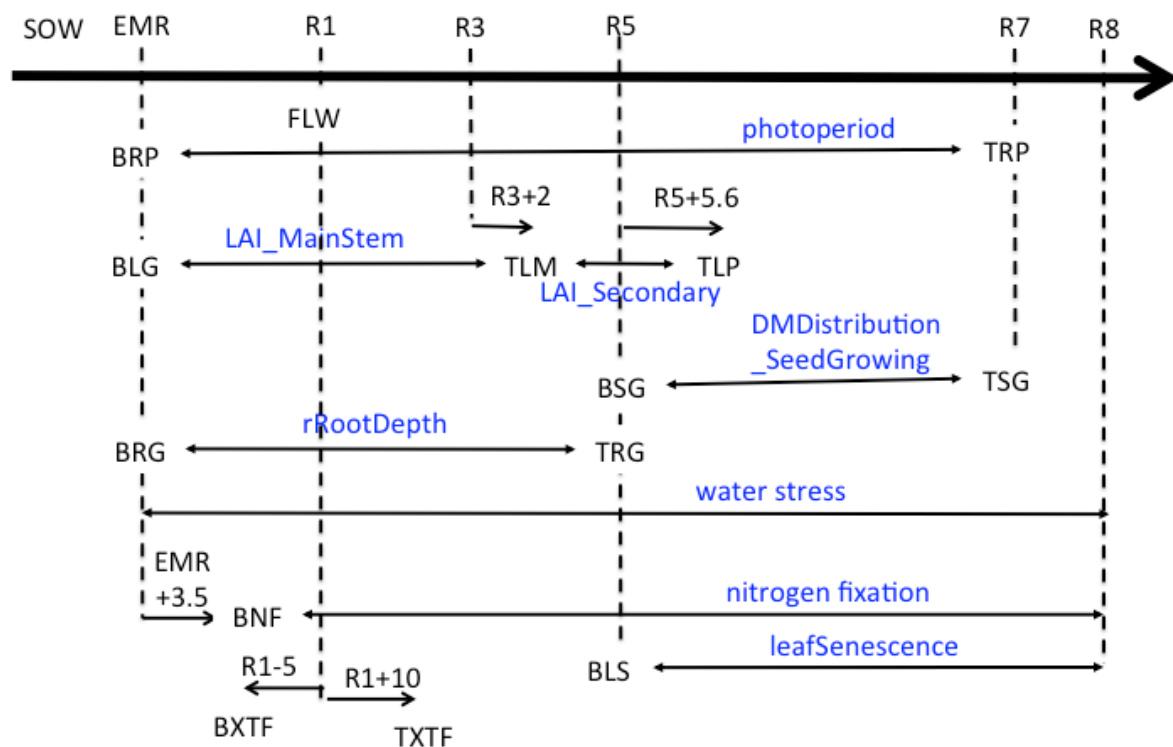 SOW EMR R1 R3 R5 R7 R8
FLW
photoperiod
BRP TRP
R3+2 R5+5.6
LAI_MainStem
BLG TLM TLP
LAI_Secondary
DMDistribution
_SeedGrowing
BSG TSG
rRootDepth
BRG TRG
water stress
EMR
+3.5
nitrogen fixation
BNF
leafSenescence
R1-5 R1+10 BLS
BXTF TXTF